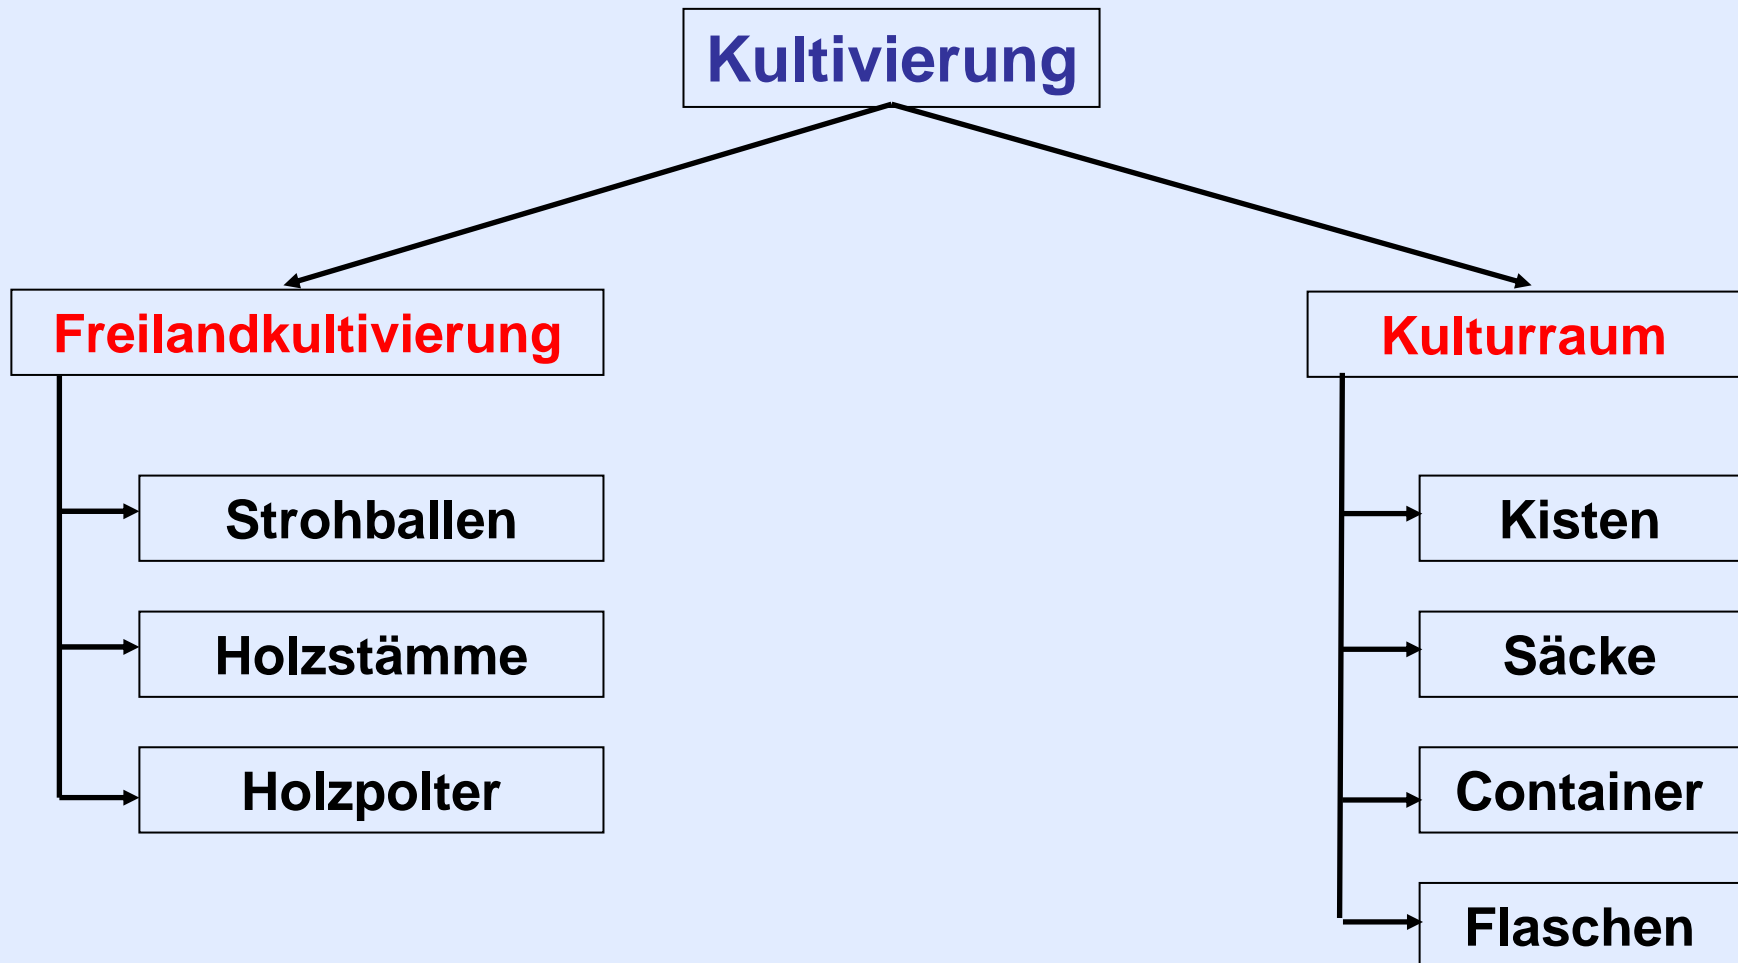 Kultivierung
Freilandkultivierung
Strohballen
Holzstämme
Holzpolter
Kulturraum
Kisten
Säcke
Container
Flaschen